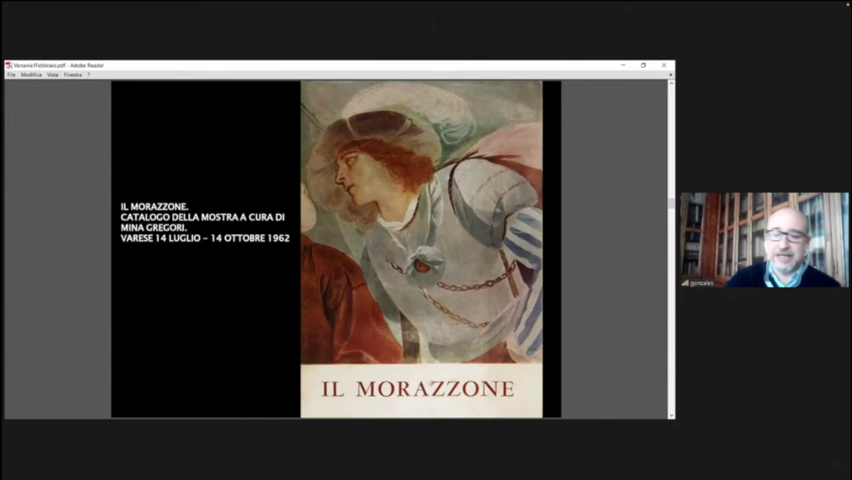 Varsavia1Febbraio.pdf - Adobe Reader
File Modifica Vista Finestra ?
IL MORAZZONE.
CATALOGO DELLA MOSTRA A CURA DI
MINA GREGORI.
VARESE 14 LUGLIO - 14 OTTOBRE 1962
IL MORAZZONE
gonzales